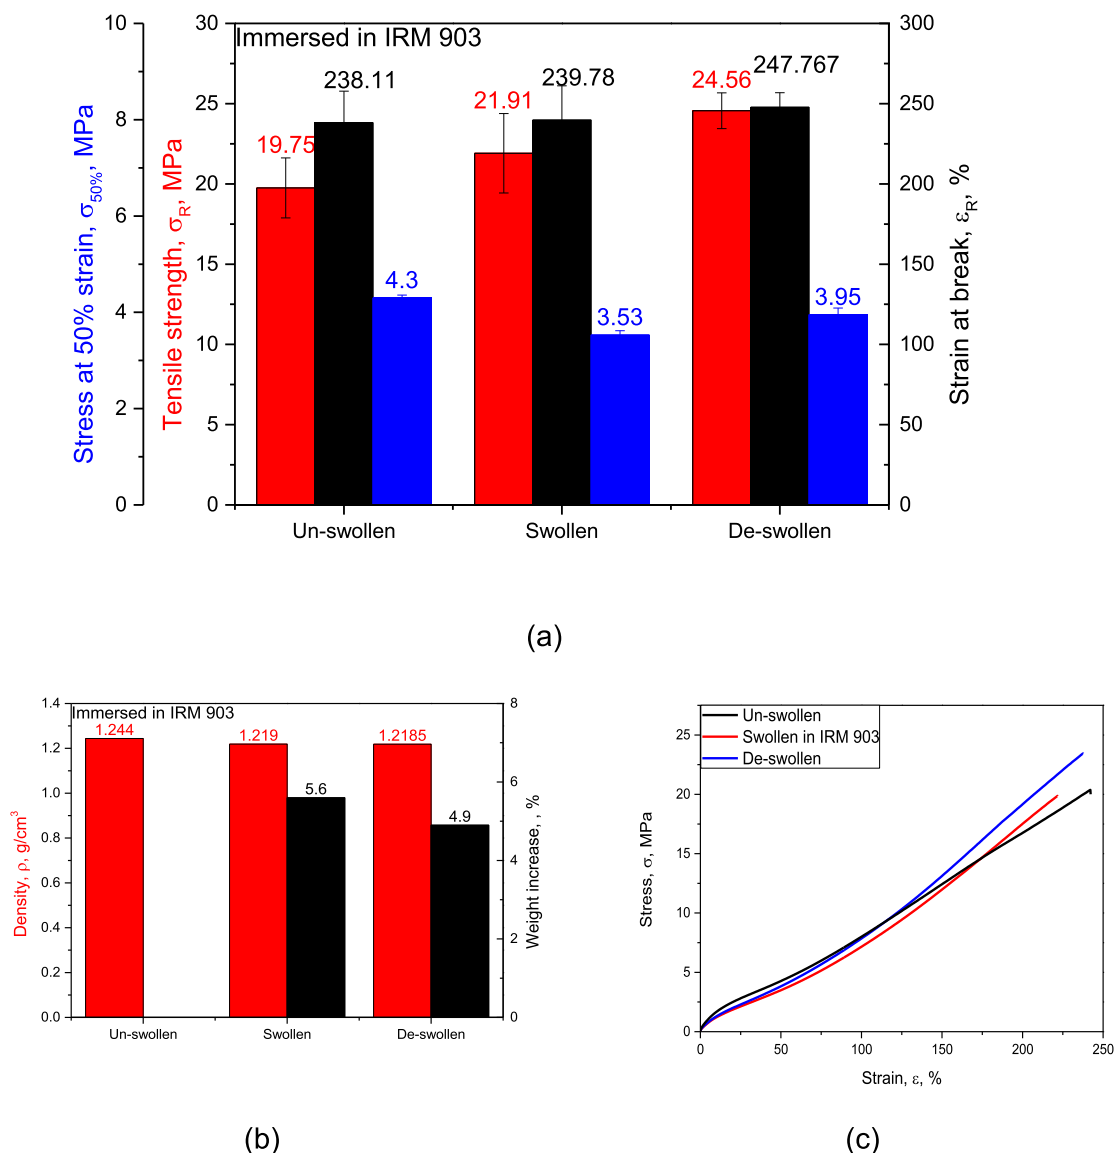 Immersed in IRM 903
Stress at 50% strain, σ50%, MPa
10
8
6
4
2
0
Tensile strength, σR, MPa
30
25
20
15
10
5
0
19.75
238.11
4.3
21.91
239.78
3.53
24.56
247.767
3.95
300
250
200
150
100
50
0
Strain at break, εR, %
Un-swollen
Swollen
De-swollen
(a)
Immersed in IRM 903
Density, ρ, g/cm³
1.4
1.2
1.0
0.8
0.6
0.4
0.2
0.0
1.244
1.219
5.6
1.2185
4.9
8
6
4
2
0
Weight increase, , %
Un-swollen
Swollen
De-swollen
(b)
Un-swollen
Swollen in IRM 903
De-swollen
Stress, σ, MPa
25
20
15
10
5
0
0
50
100
150
200
250
Strain, ε, %
(c)